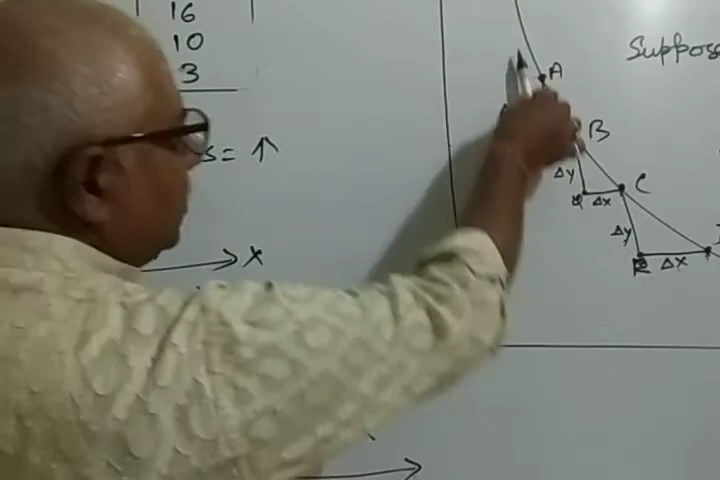 16
10
3
s= ↑
X
Suppos
A
B
Δy
Q Δx
C
Δy
R Δx